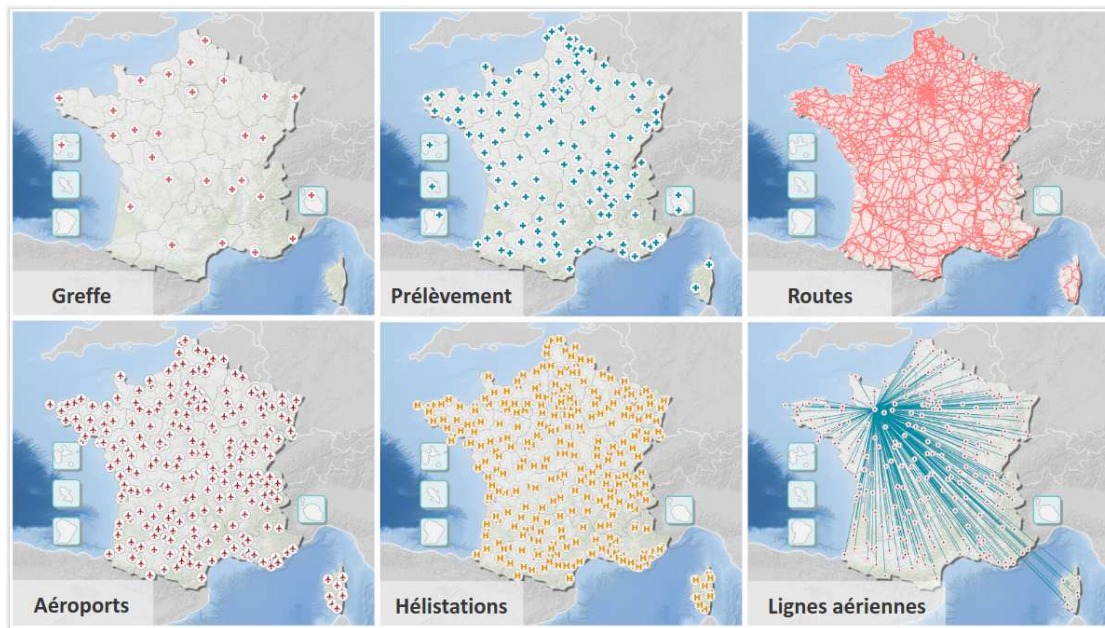 Greffe
Prélèvement
Routes
Aéroports
Hélistations
Lignes aériennes